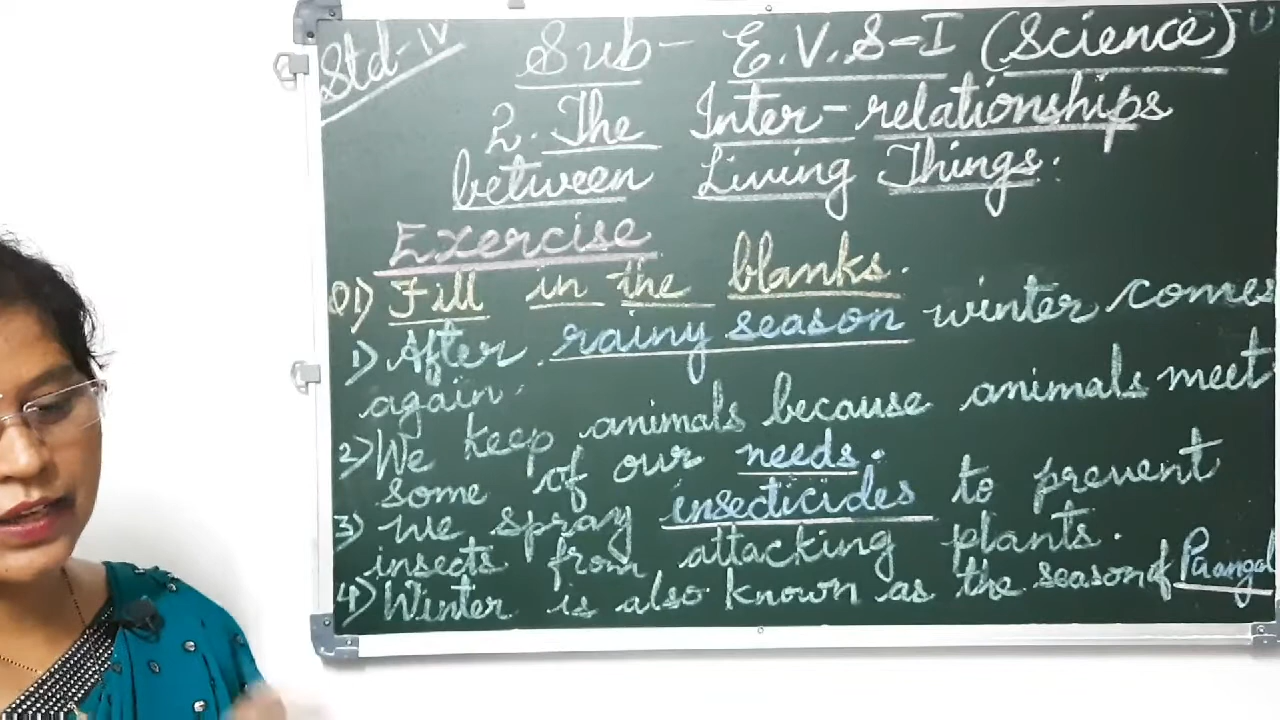 Std-IV
Sub- E.V.S-I (Science)
2. The Inter-relationships
between Living Things.
Exercise
Q1) Fill in the blanks.
1) After rainy season winter comes
again.
2) We keep animals because animals meet
some of our needs.
3) We spray insecticides to prevent
insects from attacking plants.
4) Winter is also known as the season of